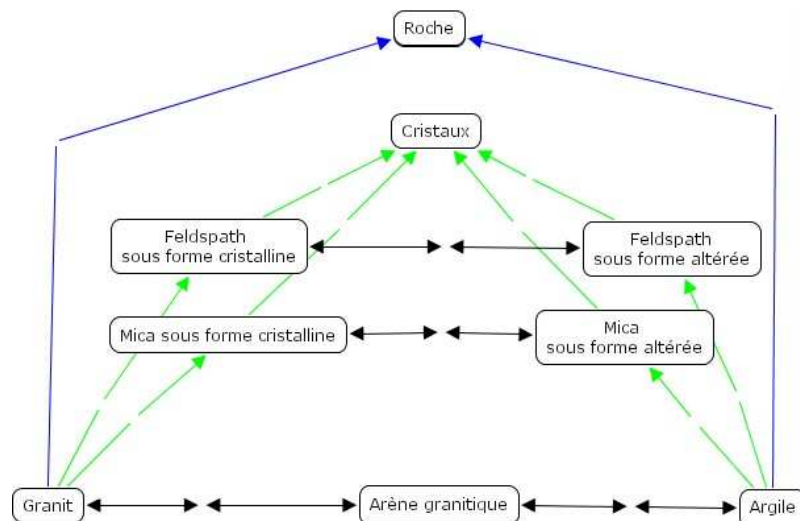 Roche
Cristaux
Feldspath
sous forme cristalline
Feldspath
sous forme altérée
Mica sous forme cristalline
Mica
sous forme altérée
Granit
Arène granitique
Argile